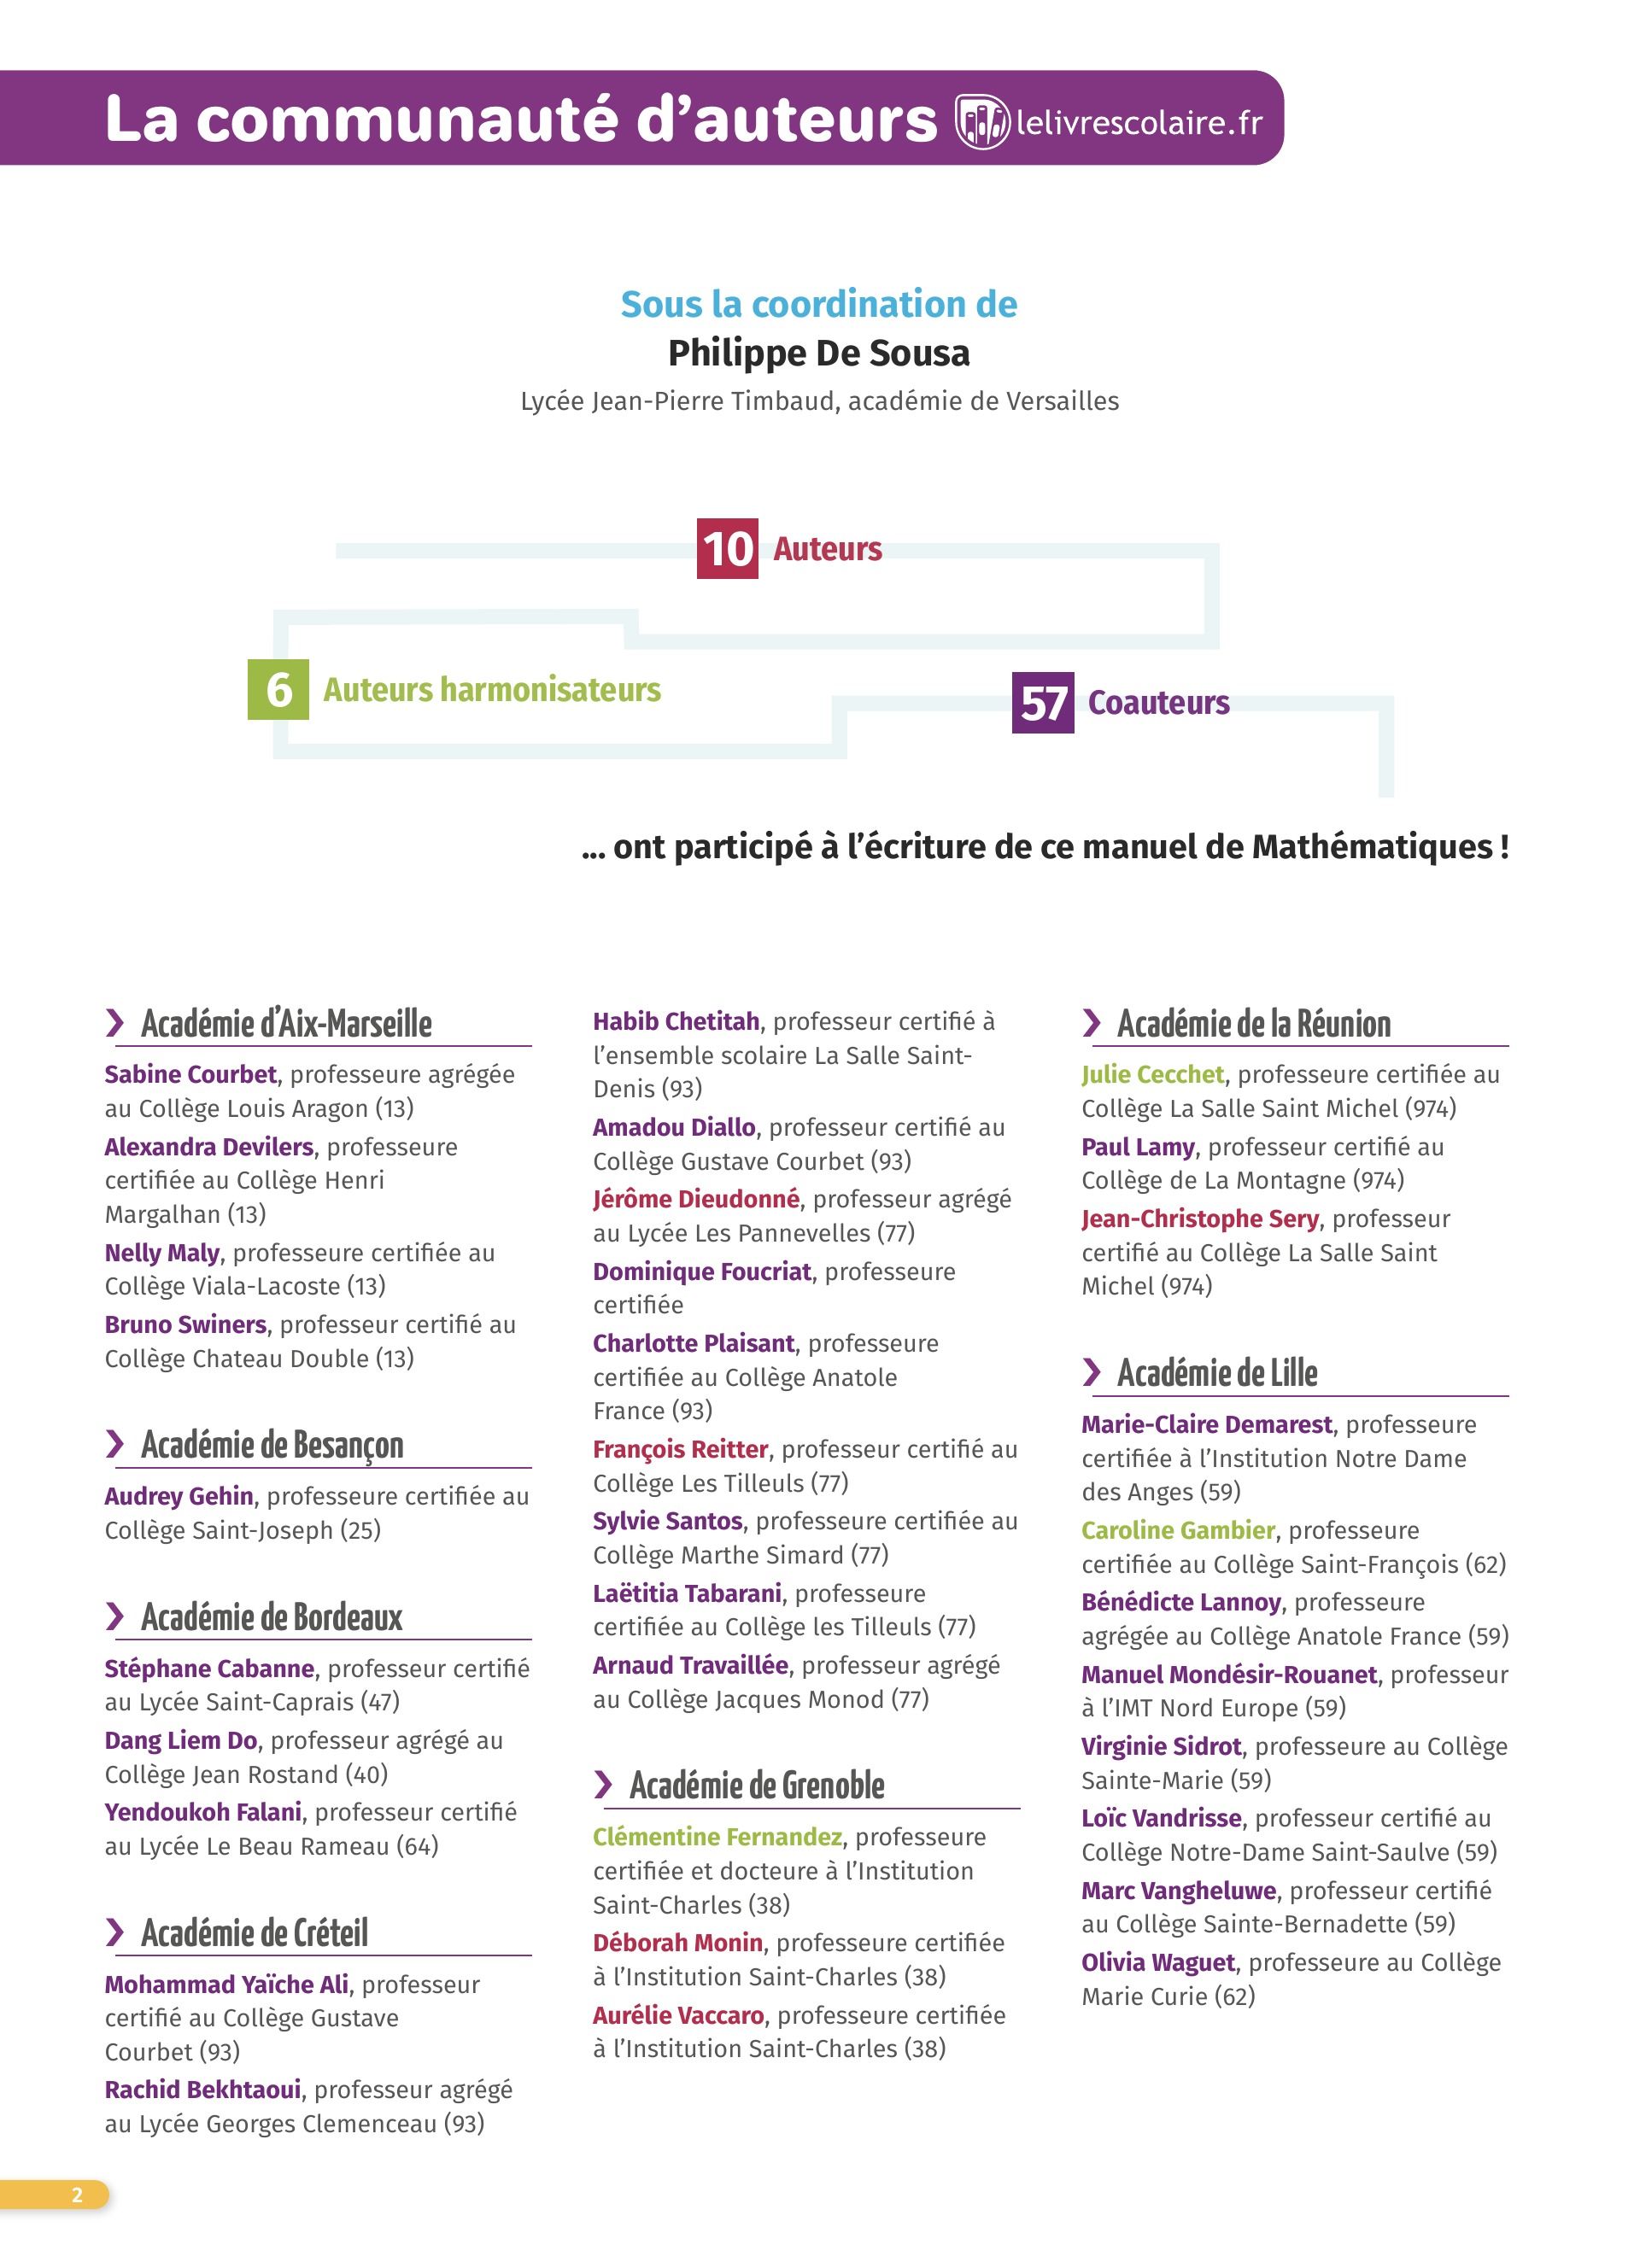 La communauté d'auteurs lelivrescolaire.fr
Sous la coordination de
Philippe De Sousa
Lycée Jean-Pierre Timbaud, académie de Versailles
10 Auteurs
6 Auteurs harmonisateurs
57 Coauteurs
... ont participé à l'écriture de ce manuel de Mathématiques !
Académie d'Aix-Marseille
Sabine Courbet, professeure agrégée
au Collège Louis Aragon (13)
Alexandra Devilers, professeure
certifiée au Collège Henri
Margalhan (13)
Nelly Maly, professeure certifiée au
Collège Viala-Lacoste (13)
Bruno Swiners, professeur certifié au
Collège Chateau Double (13)
Académie de Besançon
Audrey Gehin, professeure certifiée au
Collège Saint-Joseph (25)
Académie de Bordeaux
Stéphane Cabanne, professeur certifié
au Lycée Saint-Caprais (47)
Dang Liem Do, professeur agrégé au
Collège Jean Rostand (40)
Yendoukoh Falani, professeur certifié
au Lycée Le Beau Rameau (64)
Académie de Créteil
Mohammad Yaïche Ali, professeur
certifié au Collège Gustave
Courbet (93)
Rachid Bekhtaoui, professeur agrégé
au Lycée Georges Clemenceau (93)
Habib Chetitah, professeur certifié à
l'ensemble scolaire La Salle Saint-
Denis (93)
Amadou Diallo, professeur certifié au
Collège Gustave Courbet (93)
Jérôme Dieudonné, professeur agrégé
au Lycée Les Pannevelles (77)
Dominique Foucriat, professeure
certifiée
Charlotte Plaisant, professeure
certifiée au Collège Anatole
France (93)
François Reitter, professeur certifié au
Collège Les Tilleuls (77)
Sylvie Santos, professeure certifiée au
Collège Marthe Simard (77)
Laëtitia Tabarani, professeure
certifiée au Collège les Tilleuls (77)
Arnaud Travaillée, professeur agrégé
au Collège Jacques Monod (77)
Académie de Grenoble
Clémentine Fernandez, professeure
certifiée et docteure à l'Institution
Saint-Charles (38)
Déborah Monin, professeure certifiée
à l'Institution Saint-Charles (38)
Aurélie Vaccaro, professeure certifiée
à l'Institution Saint-Charles (38)
Académie de la Réunion
Julie Cecchet, professeure certifiée au
Collège La Salle Saint Michel (974)
Paul Lamy, professeur certifié au
Collège de La Montagne (974)
Jean-Christophe Sery, professeur
certifié au Collège La Salle Saint
Michel (974)
Académie de Lille
Marie-Claire Demarest, professeure
certifiée à l'Institution Notre Dame
des Anges (59)
Caroline Gambier, professeure
certifiée au Collège Saint-François (62)
Bénédicte Lannoy, professeure
agrégée au Collège Anatole France (59)
Manuel Mondésir-Rouanet, professeur
à l'IMT Nord Europe (59)
Virginie Sidrot, professeure au Collège
Sainte-Marie (59)
Loïc Vandrisse, professeur certifié au
Collège Notre-Dame Saint-Saulve (59)
Marc Vangheluwe, professeur certifié
au Collège Sainte-Bernadette (59)
Olivia Waguet, professeure au Collège
Marie Curie (62)
2